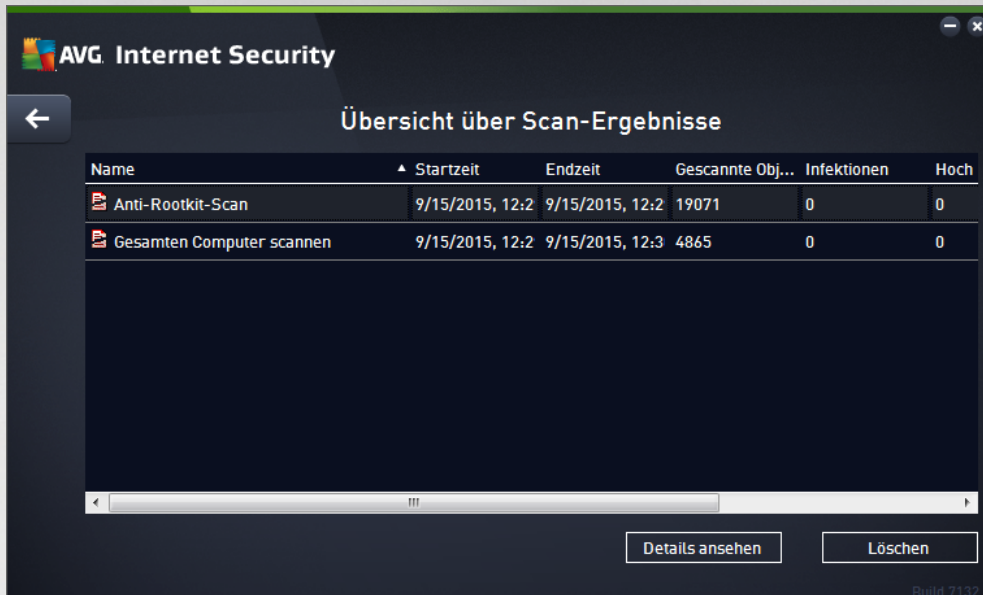 AVG Internet Security
Übersicht über Scan-Ergebnisse
Name Startzeit Endzeit Gescannte Obj... Infektionen Hoch
Anti-Rootkit-Scan 9/15/2015, 12:2 9/15/2015, 12:2 19071 0 0
Gesamten Computer scannen 9/15/2015, 12:2 9/15/2015, 12:3 4865 0 0
Details ansehen Löschen
Build 7132